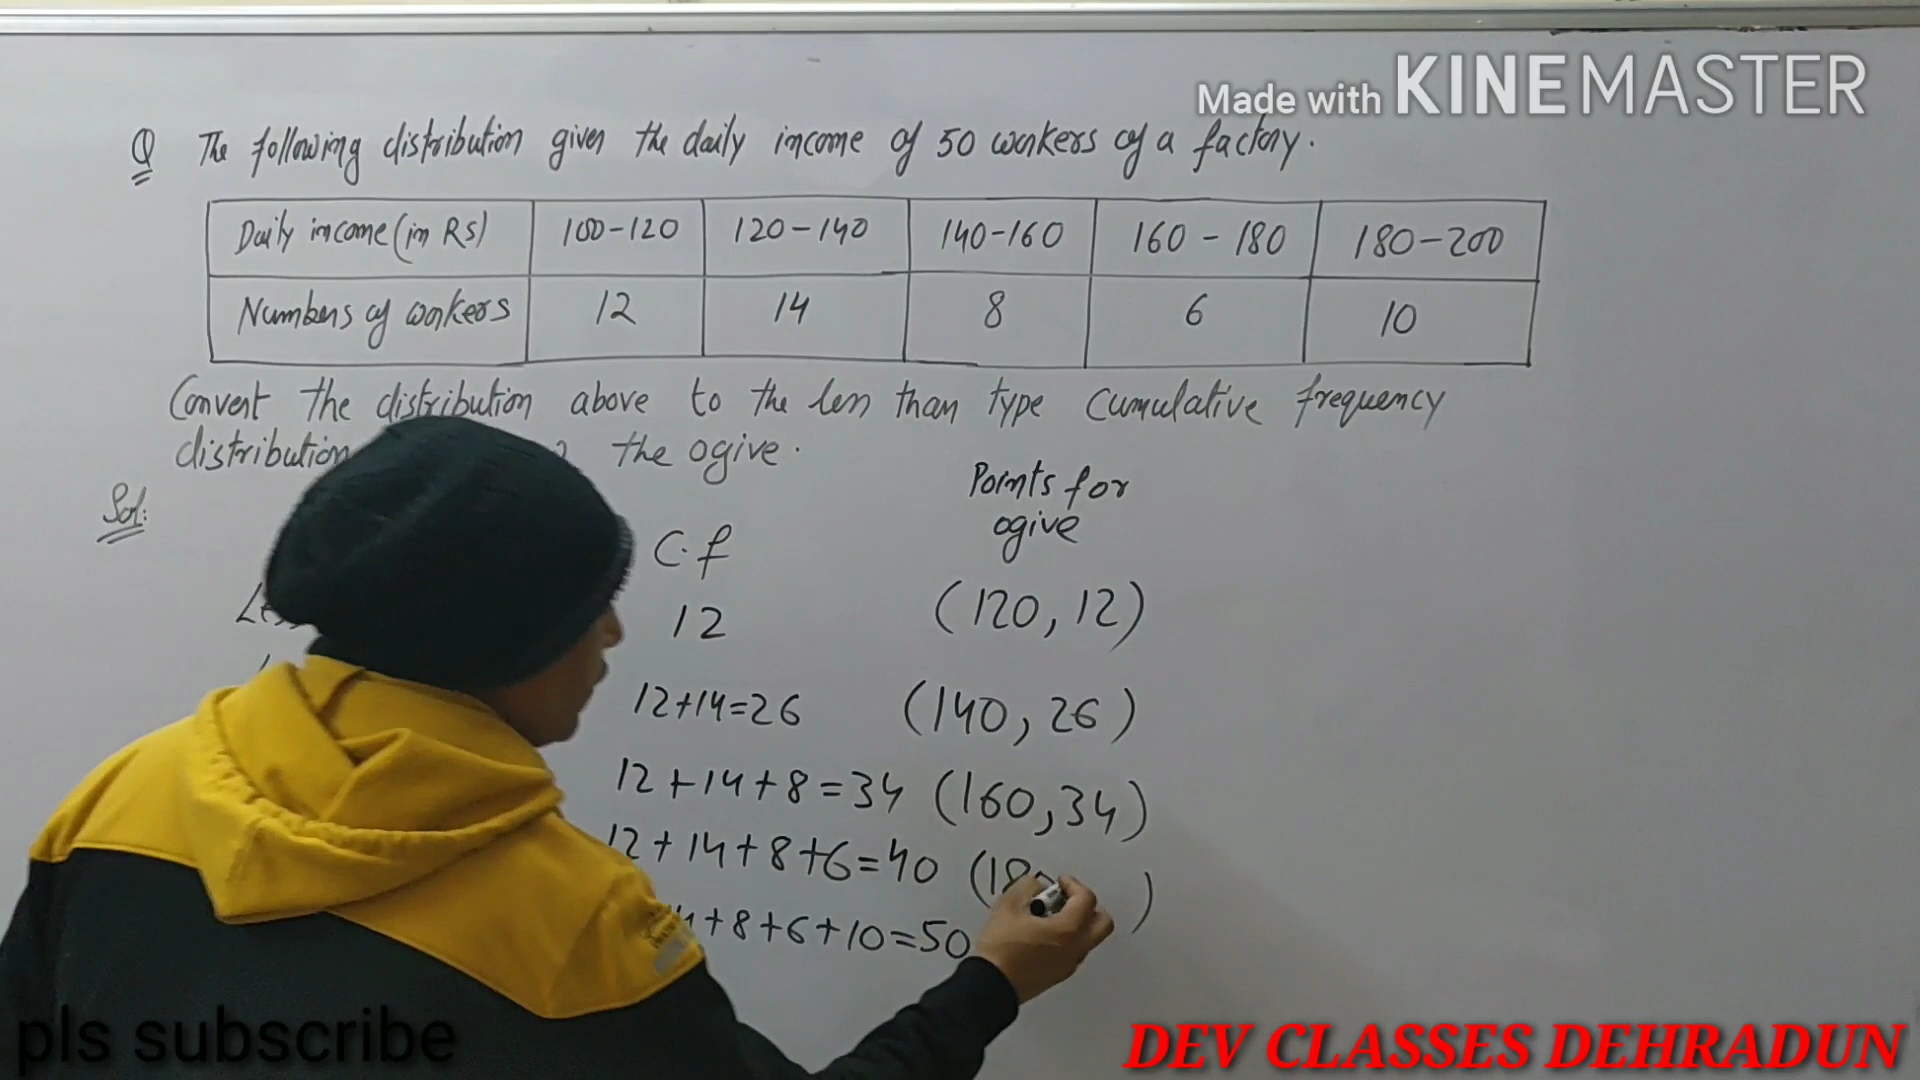 Made with KINEMASTER
Q The following distribution given the daily income of 50 workers of a factory.
Daily income (in Rs) 100-120 120-140 140-160 160-180 180-200
Numbers of workers 12 14 8 6 10
Convert the distribution above to the less than type cumulative frequency
distribution the ogive.
Sol:
Points for
ogive
C.f
12 (120, 12)
12+14=26 (140, 26)
12+14+8=34 (160, 34)
12+14+8+6=40 (180 )
+8+6+10=50
pls subscribe
DEV CLASSES DEHRADUN